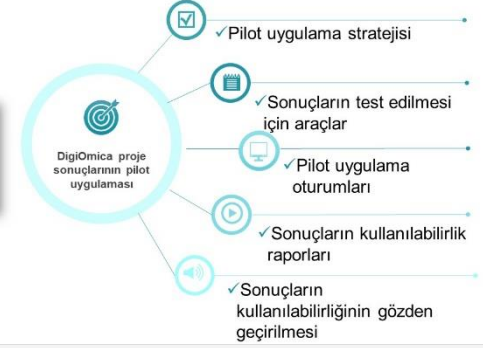 ✓Pilot uygulama stratejisi
✓Sonuçların test edilmesi
için araçlar
DigiOmica proje
sonuçlarının pilot
uygulaması
✓Pilot uygulama
oturumları
✓Sonuçların kullanılabilirlik
raporları
✓Sonuçların
kullanılabilirliğinin gözden
geçirilmesi